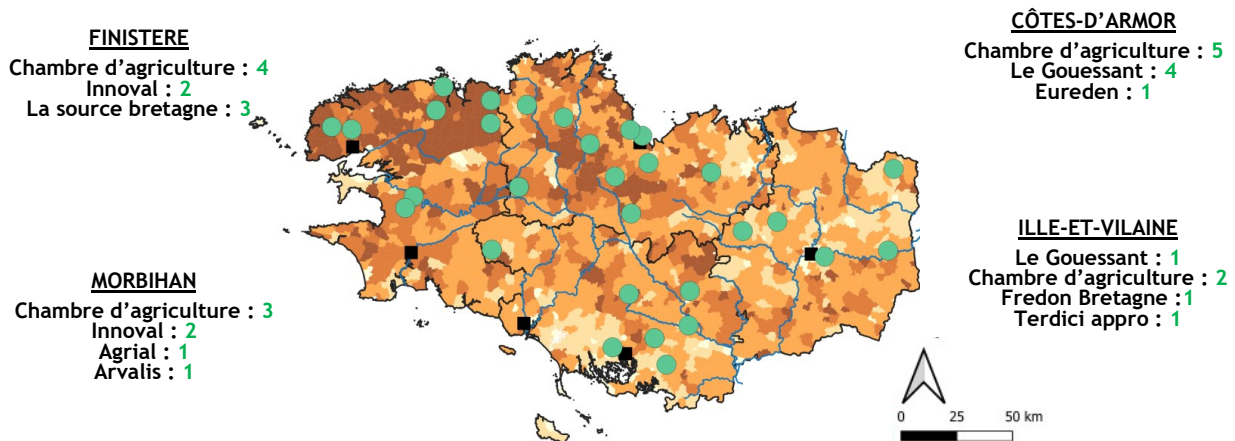 FINISTERE
Chambre d'agriculture : 4
Innoval : 2
La source bretagne : 3
CÔTES-D'ARMOR
Chambre d'agriculture : 5
Le Gouessant : 4
Eureden : 1
MORBIHAN
Chambre d'agriculture : 3
Innoval : 2
Agrial : 1
Arvalis : 1
ILLE-ET-VILAINE
Le Gouessant : 1
Chambre d'agriculture : 2
Fredon Bretagne :1
Terdici appro : 1
0 25 50 km